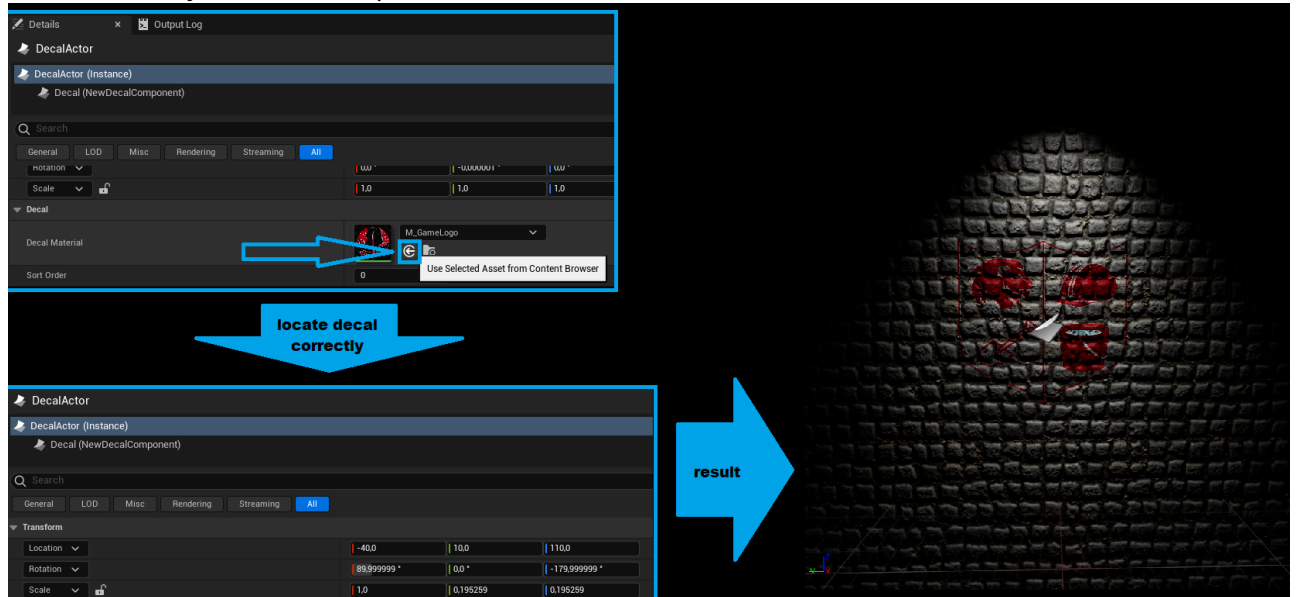 Details
Output Log
DecalActor
DecalActor (Instance)
Decal (NewDecalComponent)
Search
General LOD Misc Rendering Streaming All
Rotation 0,0 ° -0,000001 ° 0,0 °
Scale 1,0 1,0 1,0
Decal
Decal Material M_GameLogo
Use Selected Asset from Content Browser
Sort Order 0
locate decal
correctly
DecalActor
DecalActor (Instance)
Decal (NewDecalComponent)
Search
General LOD Misc Rendering Streaming All
Transform
Location -40,0 10,0 110,0
Rotation 89,999999 ° 0,0 ° -179,999999 °
Scale 1,0 0,195259 0,195259
result